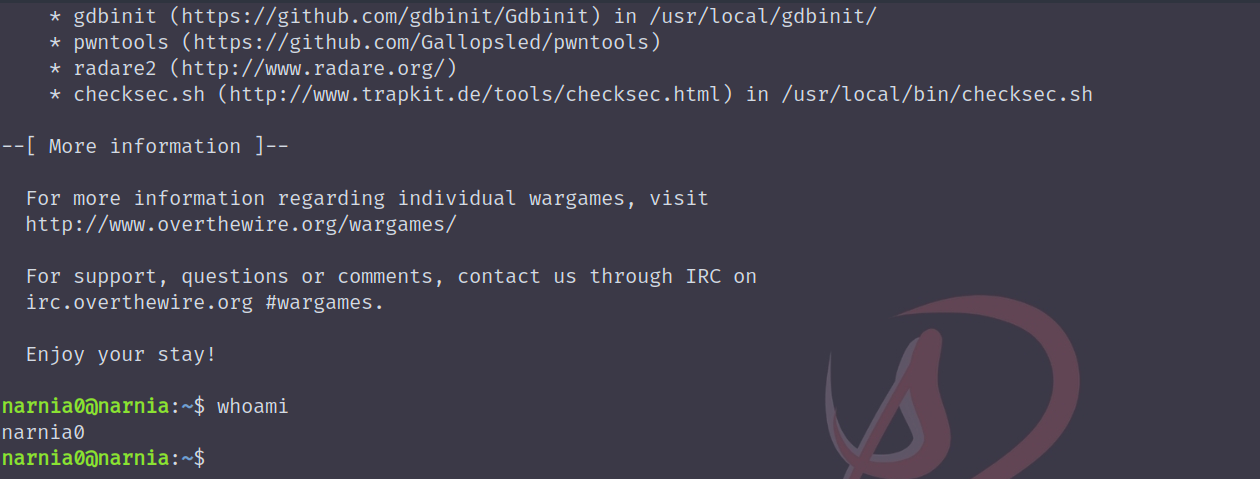 * gdbinit (https://github.com/gdbinit/Gdbinit) in /usr/local/gdbinit/
* pwntools (https://github.com/Gallopsled/pwntools)
* radare2 (http://www.radare.org/)
* checksec.sh (http://www.trapkit.de/tools/checksec.html) in /usr/local/bin/checksec.sh
--[ More information ]--
For more information regarding individual wargames, visit
http://www.overthewire.org/wargames/
For support, questions or comments, contact us through IRC on
irc.overthewire.org #wargames.
Enjoy your stay!
narnia0@narnia:~$ whoami
narnia0
narnia0@narnia:~$